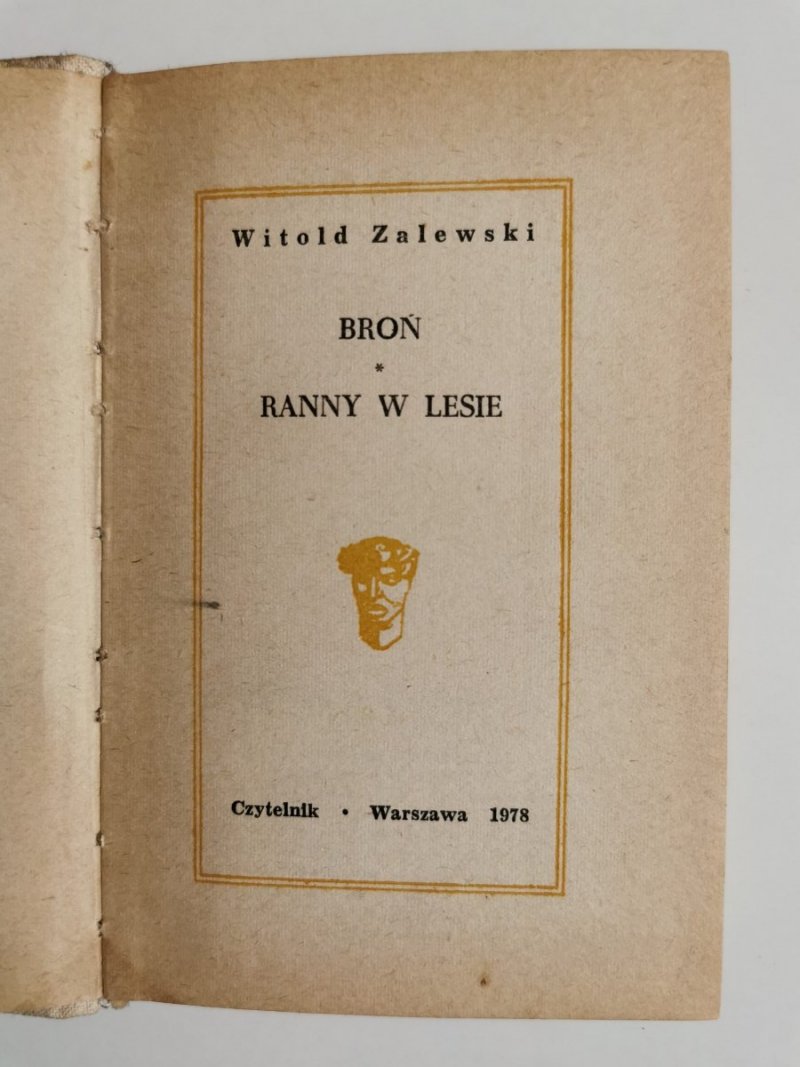 Witold Zalewski
BROŃ
*
RANNY W LESIE
Czytelnik • Warszawa 1978